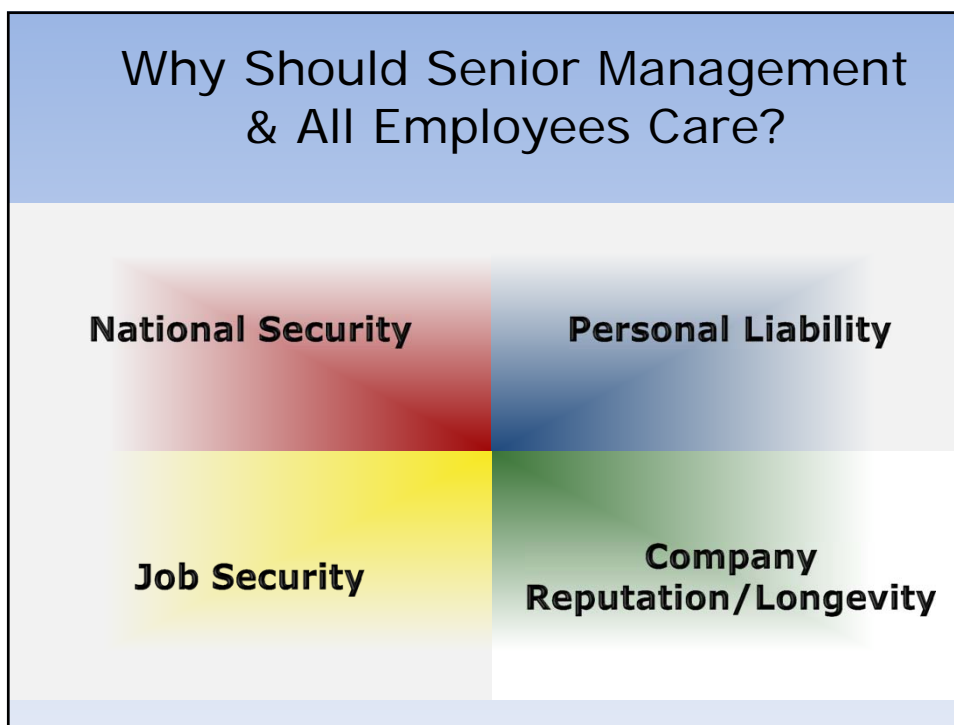 Why Should Senior Management
& All Employees Care?
National Security
Personal Liability
Job Security
Company
Reputation/Longevity